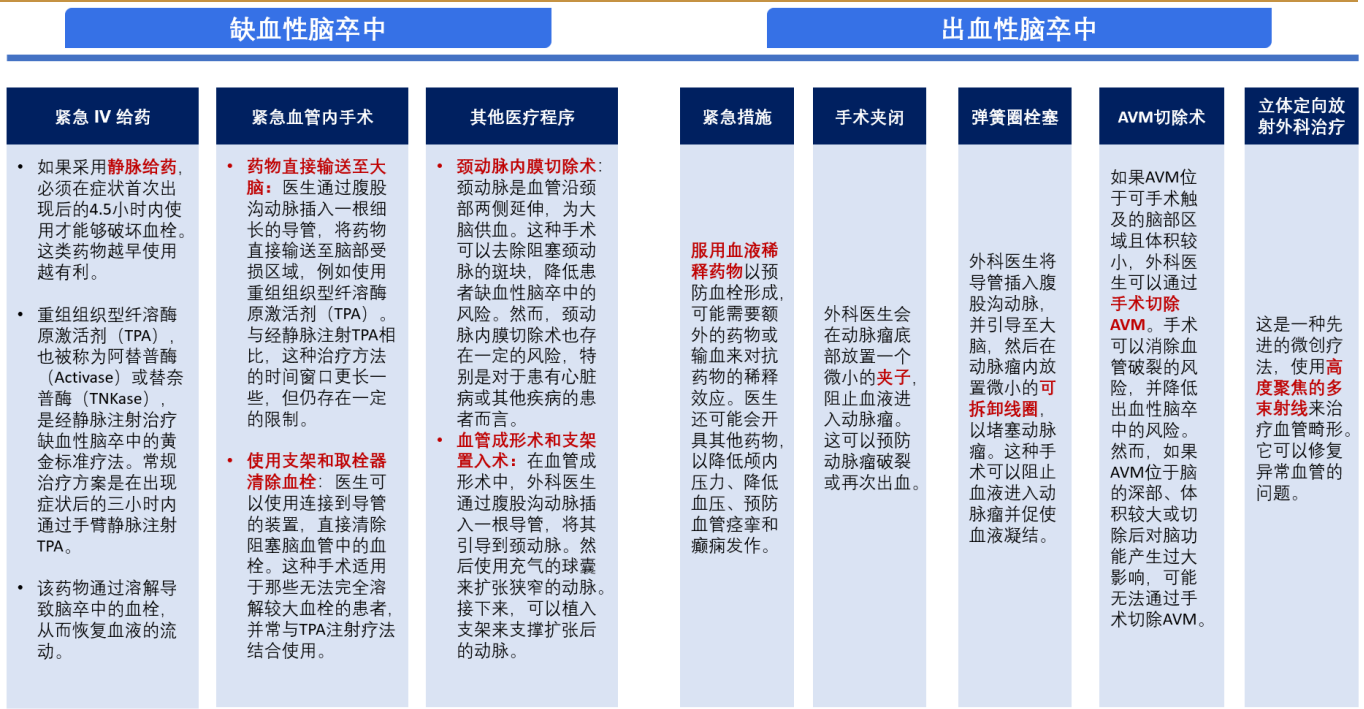 缺血性脑卒中
出血性脑卒中
紧急 IV 给药
• 如果采用静脉给药，
必须在症状首次出
现后的4.5小时内使
用才能够破坏血栓。
这类药物越早使用
越有利。
• 重组组织型纤溶酶
原激活剂（TPA），
也被称为阿替普酶
（Activase）或替奈
普酶（TNKase），
是经静脉注射治疗
缺血性脑卒中的黄
金标准疗法。常规
治疗方案是在出现
症状后的三小时内
通过手臂静脉注射
TPA。
• 该药物通过溶解导
致脑卒中的血栓，
从而恢复血液的流
动。
紧急血管内手术
• 药物直接输送至大
脑：医生通过腹股
沟动脉插入一根细
长的导管，将药物
直接输送至脑部受
损区域，例如使用
重组组织型纤溶酶
原激活剂（TPA）。
与经静脉注射TPA相
比，这种治疗方法
的时间窗口更长一
些，但仍存在一定
的限制。
• 使用支架和取栓器
清除血栓：医生可
以使用连接到导管
的装置，直接清除
阻塞脑血管中的血
栓。这种手术适用
于那些无法完全溶
解较大血栓的患者，
并常与TPA注射疗法
结合使用。
其他医疗程序
• 颈动脉内膜切除术：
颈动脉是血管沿颈
部两侧延伸，为大
脑供血。这种手术
可以去除阻塞颈动
脉的斑块，降低患
者缺血性脑卒中的
风险。然而，颈动
脉内膜切除术也存
在一定的风险，特
别是对于患有心脏
病或其他疾病的患
者而言。
• 血管成形术和支架
置入术：在血管成
形术中，外科医生
通过腹股沟动脉插
入一根导管，将其
引导到颈动脉。然
后使用充气的球囊
来扩张狭窄的动脉。
接下来，可以植入
支架来支撑扩张后
的动脉。
紧急措施
服用血液稀
释药物以预
防血栓形成，
可能需要额
外的药物或
输血来对抗
药物的稀释
效应。医生
还可能会开
具其他药物，
以降低颅内
压力、降低
血压、预防
血管痉挛和
癫痫发作。
手术夹闭
外科医生会
在动脉瘤底
部放置一个
微小的夹子，
阻止血液进
入动脉瘤。
这可以预防
动脉瘤破裂
或再次出血。
弹簧圈栓塞
外科医生将
导管插入腹
股沟动脉，
并引导至大
脑，然后在
动脉瘤内放
置微小的可
拆卸线圈，
以堵塞动脉
瘤。这种手
术可以阻止
血液进入动
脉瘤并促使
血液凝结。
AVM切除术
如果AVM位
于可手术触
及的脑部区
域且体积较
小，外科医
生可以通过
手术切除
AVM。手术
可以消除血
管破裂的风
险，并降低
出血性脑卒
中的风险。
然而，如果
AVM位于脑
的深部、体
积较大或切
除后对脑功
能产生过大
影响，可能
无法通过手
术切除AVM。
立体定向放
射外科治疗
这是一种先
进的微创疗
法，使用高
度聚焦的多
束射线来治
疗血管畸形。
它可以修复
异常血管的
问题。